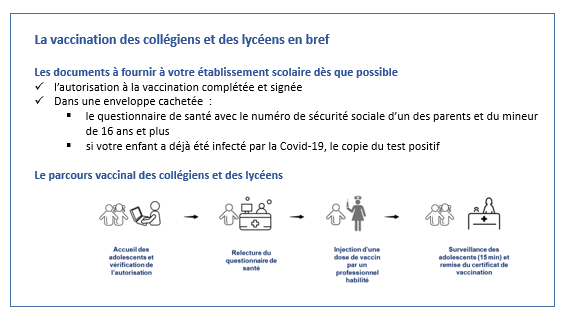 La vaccination des collégiens et des lycéens en bref
Les documents à fournir à votre établissement scolaire dès que possible
✓ l'autorisation à la vaccination complétée et signée
✓ Dans une enveloppe cachetée :
▪ le questionnaire de santé avec le numéro de sécurité sociale d'un des parents et du mineur
de 16 ans et plus
▪ si votre enfant a déjà été infecté par la Covid-19, le copie du test positif
Le parcours vaccinal des collégiens et des lycéens
Accueil des
adolescents et
vérification de
l'autorisation
Relecture du
questionnaire de
santé
Injection d'une
dose de vaccin
par un
professionnel
habilité
Surveillance des
adolescents (15 min) et
remise du certificat de
vaccination